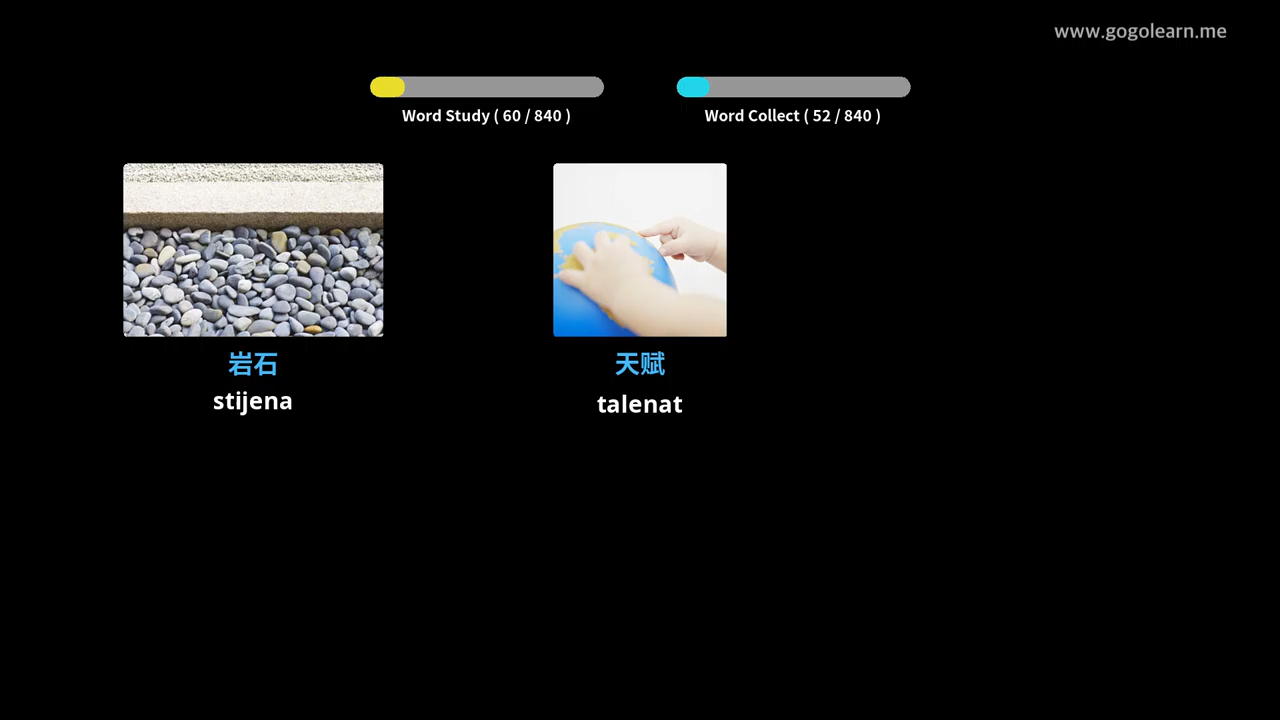 www.gogolearn.me
Word Study ( 60 / 840 )
Word Collect ( 52 / 840 )
岩石
stijena
天赋
talenat